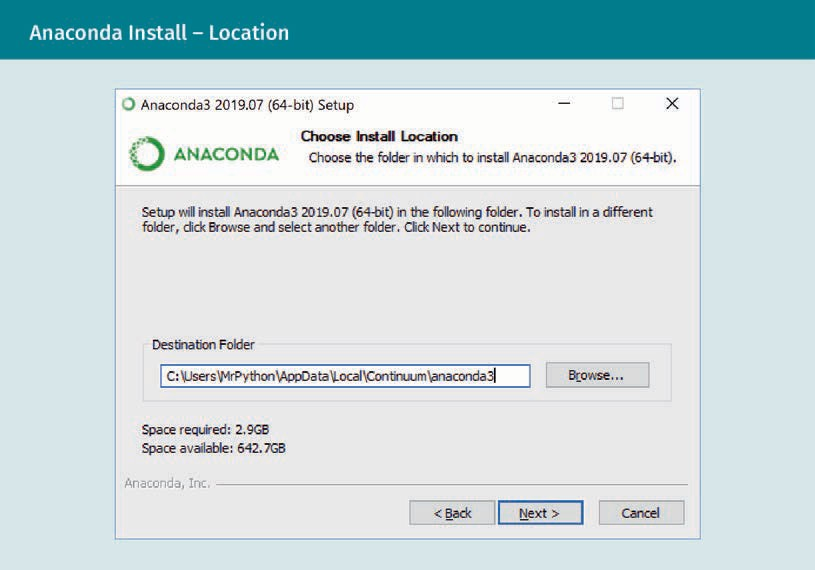 Anaconda Install – Location
Anaconda3 2019.07 (64-bit) Setup
ANACONDA
Choose Install Location
Choose the folder in which to install Anaconda3 2019.07 (64-bit).
Setup will install Anaconda3 2019.07 (64-bit) in the following folder. To install in a different
folder, click Browse and select another folder. Click Next to continue.
Destination Folder
C:\Users\MrPython\AppData\Local\Continuum\anaconda3
Browse...
Space required: 2.9GB
Space available: 642.7GB
Anaconda, Inc.
< Back
Next >
Cancel